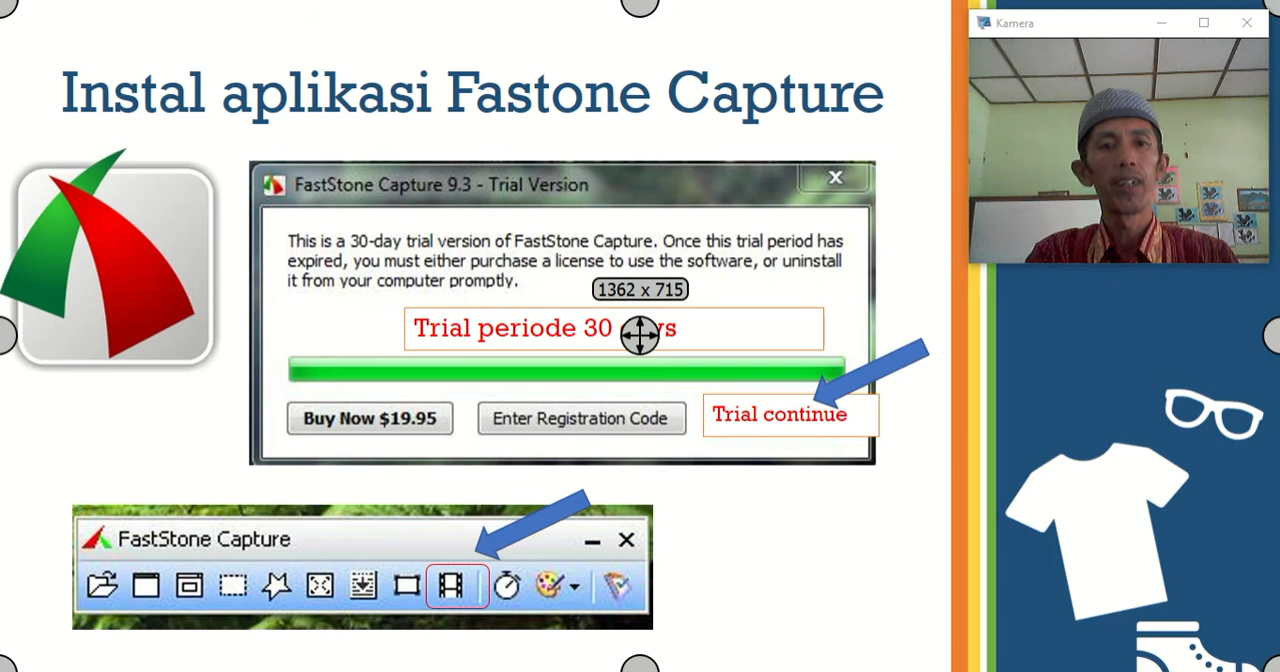 Kamera
Instal aplikasi Fastone Capture
FastStone Capture 9.3 - Trial Version
This is a 30-day trial version of FastStone Capture. Once this trial period has
expired, you must either purchase a license to use the software, or uninstall
it from your computer promptly.
1362 x 715
Trial periode 30
Buy Now $19.95
Enter Registration Code
Trial continue
FastStone Capture